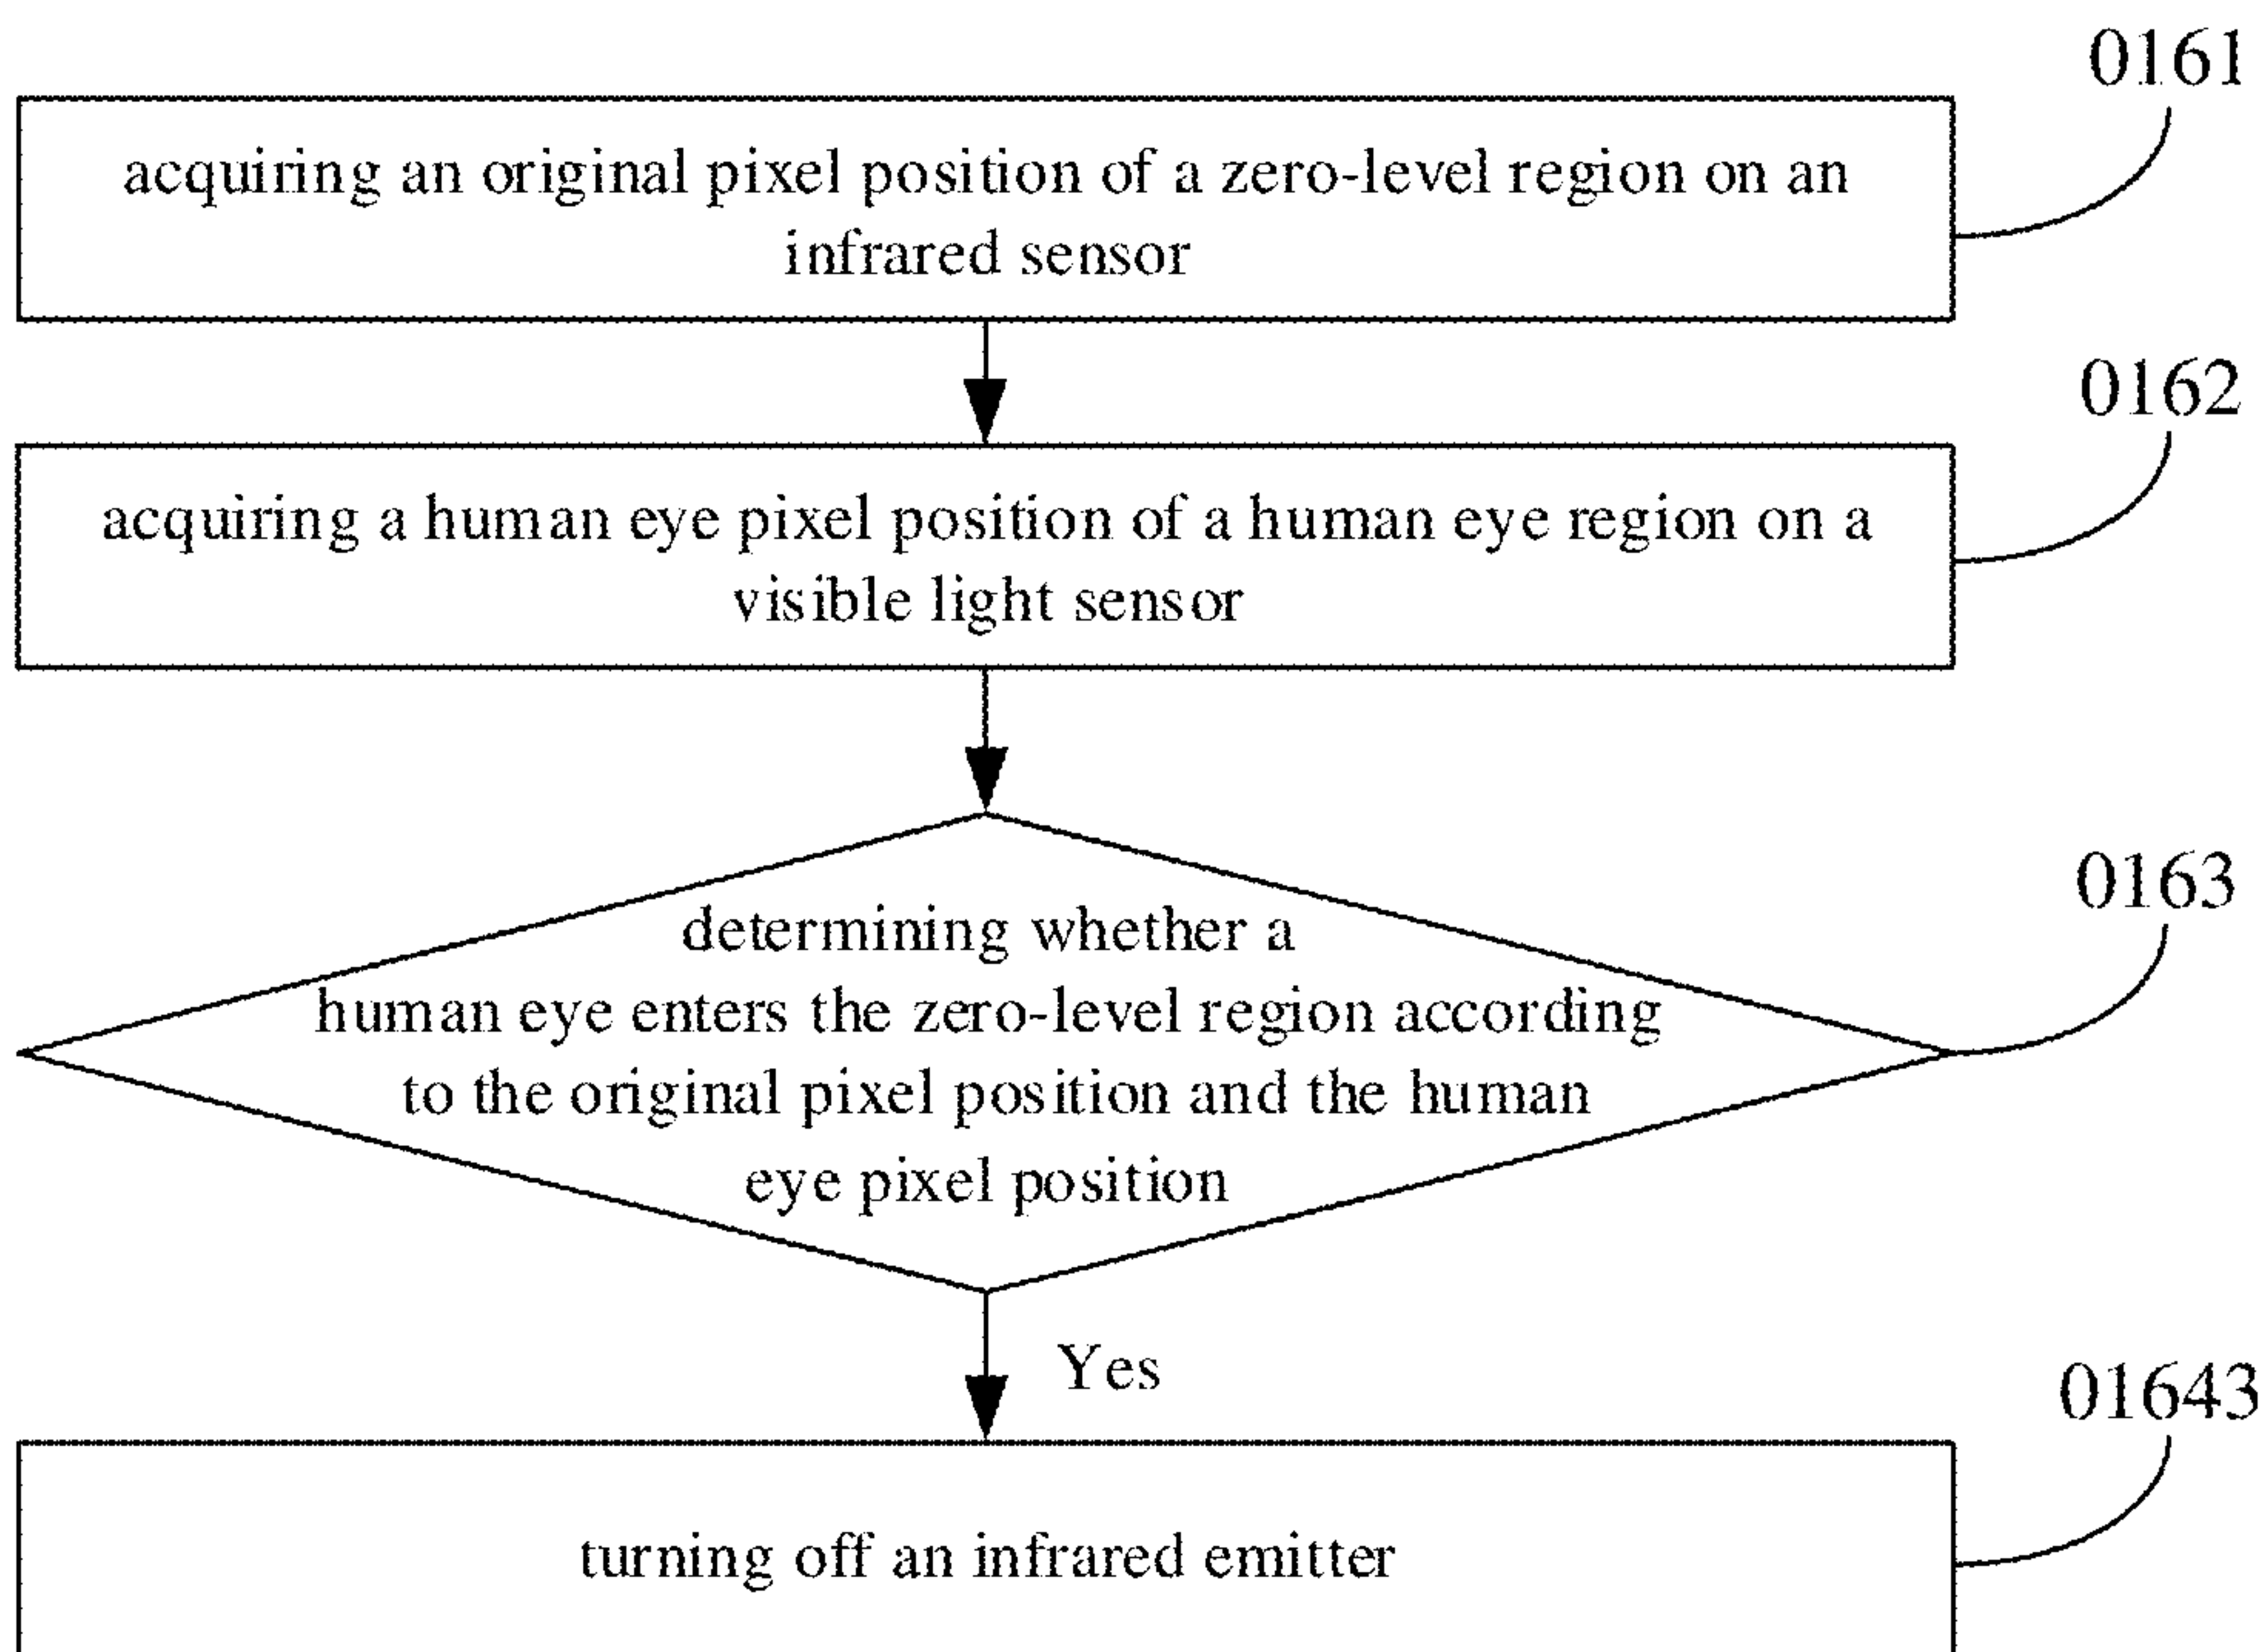 0161
acquiring an original pixel position of a zero-level region on an
infrared sensor
0162
acquiring a human eye pixel position of a human eye region on a
visible light sensor
0163
determining whether a
human eye enters the zero-level region according
to the original pixel position and the human
eye pixel position
Yes
01643
turning off an infrared emitter